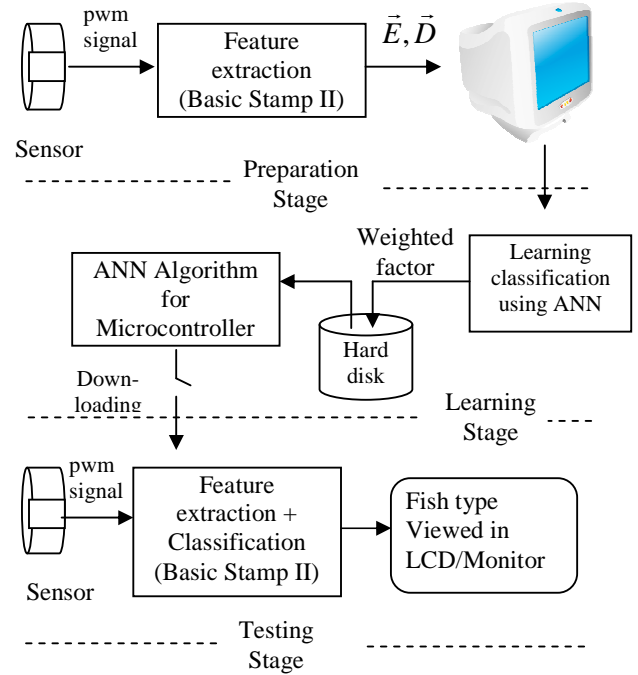 pwm
signal
Feature
extraction
(Basic Stamp II)
E⃗, D⃗
Sensor
Preparation
Stage
Weighted
factor
Learning
classification
using ANN
ANN Algorithm
for
Microcontroller
Hard
disk
Down-
loading
Learning
Stage
pwm
signal
Feature
extraction +
Classification
(Basic Stamp II)
Fish type
Viewed in
LCD/Monitor
Sensor
Testing
Stage